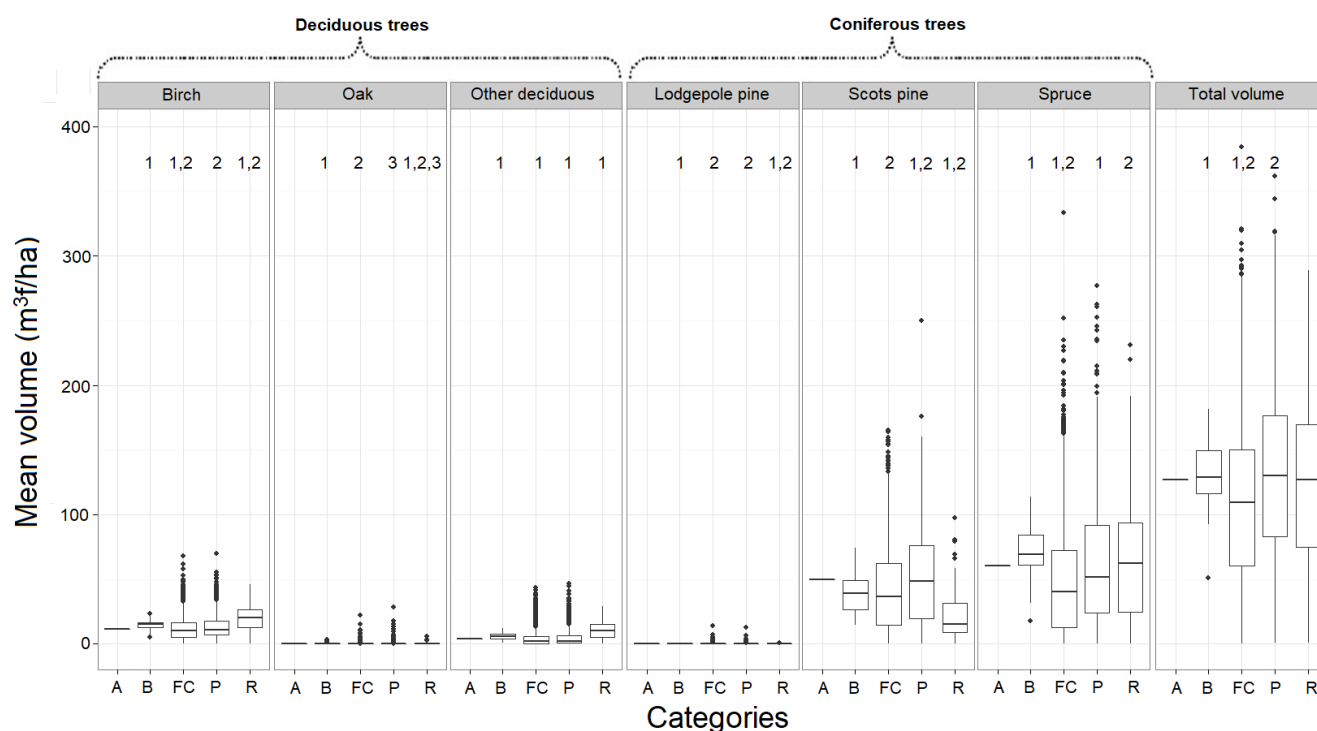 Deciduous trees Coniferous trees
Birch Oak Other deciduous Lodgepole pine Scots pine Spruce Total volume
400
1 1,2 2 1,2 1 2 3 1,2,3 1 1 1 1 1 2 2 1,2 1 2 1,2 1,2 1 1,2 1 2 1 1,2 2
300
200
100
0
Mean volume (m³f/ha)
A B FC P R A B FC P R A B FC P R A B FC P R A B FC P R A B FC P R A B FC P R
Categories